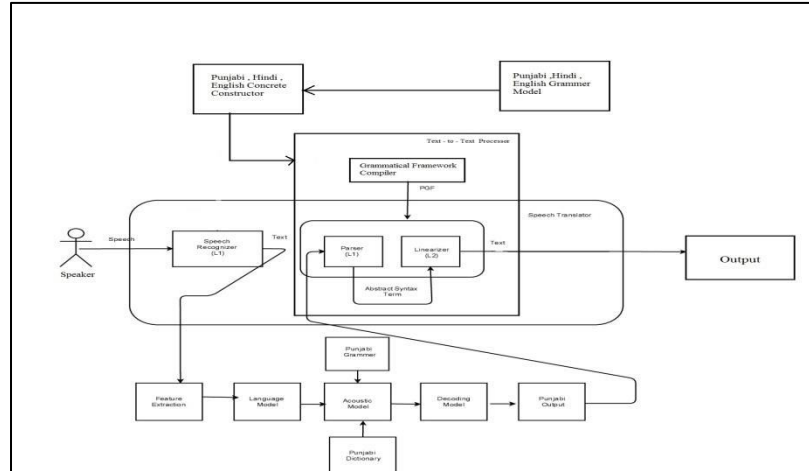 Punjabi , Hindi ,
English Concrete
Constructor
Punjabi ,Hindi ,
English Grammer
Model
Text - to - Text Processor
Grammatical Framework
Compiler
PGF
Speech Translator
Speech
Speaker
Speech
Recognizer
(L1)
Text
Parser
(L1)
Linearizer
(L2)
Text
Abstract Syntax
Term
Output
Punjabi
Grammer
Feature
Extraction
Language
Model
Acoustic
Model
Decoding
Model
Punjabi
Output
Punjabi
Dictionary